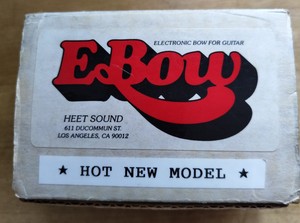 ELECTRONIC BOW FOR GUITAR
E-Bow
HEET SOUND
611 DUCOMMUN ST.
LOS ANGELES, CA 90012
★ HOT NEW MODEL ★